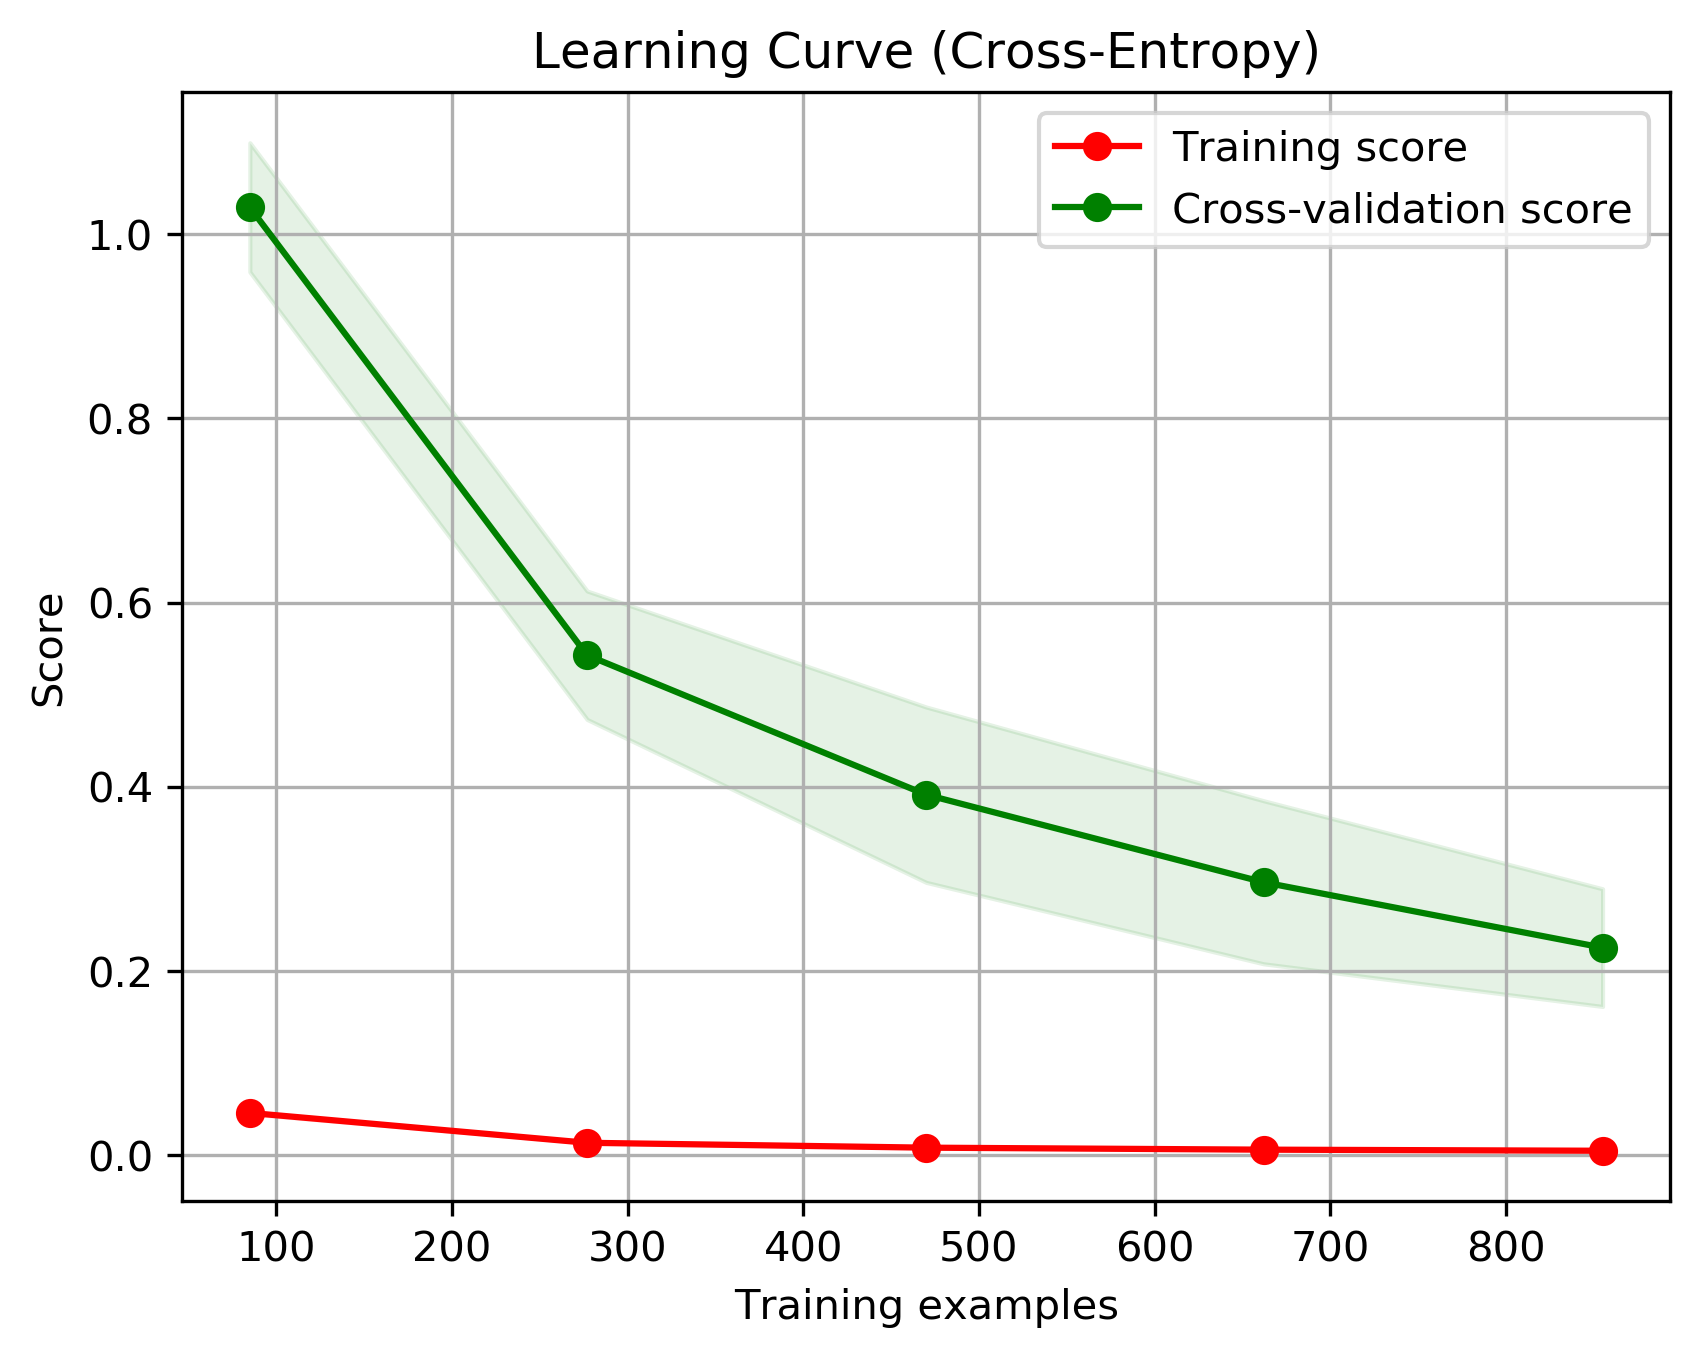 Learning Curve (Cross-Entropy)
Training score
Cross-validation score
1.0
0.8
0.6
0.4
0.2
0.0
Score
100 200 300 400 500 600 700 800
Training examples